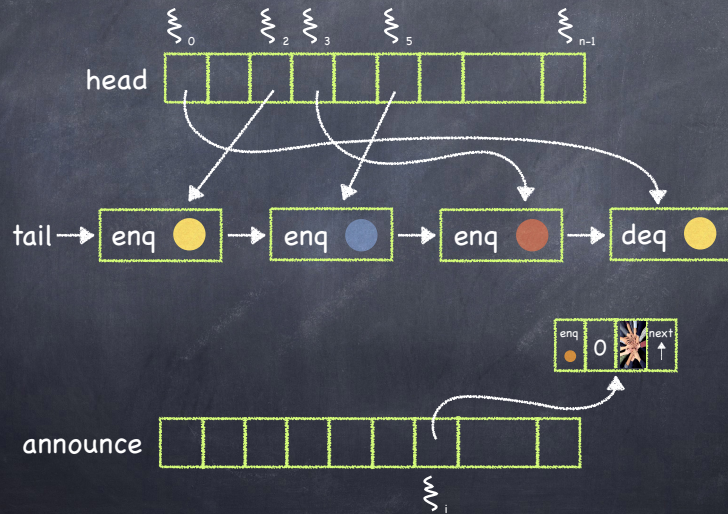 0 2 3 5 n-1
head
tail enq enq enq deq
enq 0 next
announce
i